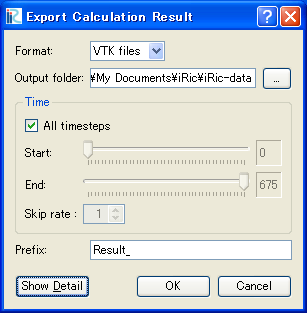 Export Calculation Result
Format: VTK files
Output folder: ¥My Documents¥iRic¥iRic-data ...
Time
All timesteps
Start: 0
End: 675
Skip rate : 1
Prefix: Result_
Show Detail OK Cancel